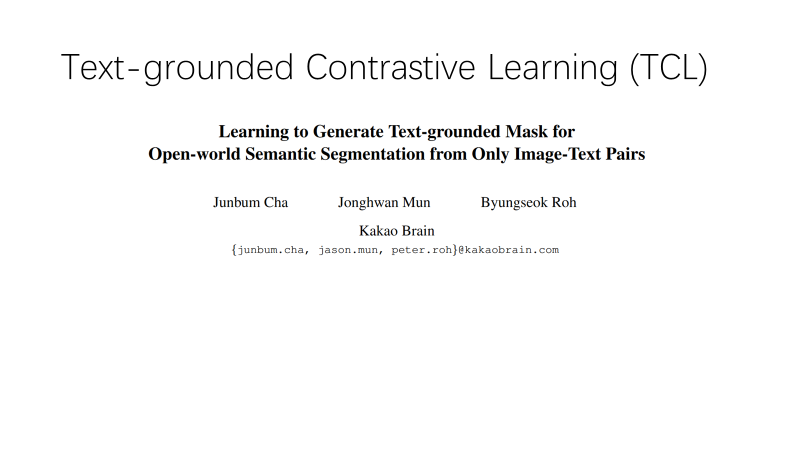 Text-grounded Contrastive Learning (TCL)
Learning to Generate Text-grounded Mask for
Open-world Semantic Segmentation from Only Image-Text Pairs
Junbum Cha Jonghwan Mun Byungseok Roh
Kakao Brain
{junbum.cha, jason.mun, peter.roh}@kakaobrain.com